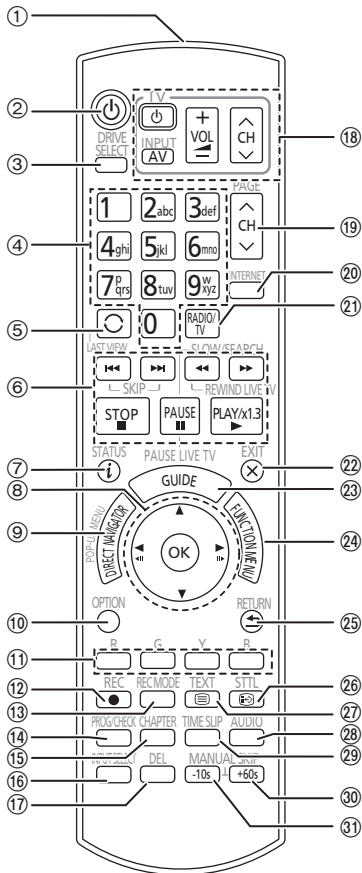 ①
②
TV
DRIVE SELECT
INPUT
AV
+
VOL
−
CH
⑱
③
PAGE
④
1
2abc
3def
CH
⑲
4ghi
5jkl
6mno
7pqrs
8tuv
9wxyz
INTERNET
⑳
⑤
0
RADIO/TV
㉑
LAST VIEW
SLOW/SEARCH
⑥
SKIP
REWIND LIVE TV
STOP
PAUSE
PLAY/x1.3
STATUS
PAUSE LIVE TV
EXIT
⑦
i
㉒
⑧
GUIDE
㉓
⑨
POP-UP MENU
DIRECT NAVIGATOR
OK
FUNCTION MENU
㉔
⑩
OPTION
RETURN
㉕
⑪
R G Y B
⑫
REC
REC MODE
TEXT
STTL
㉖
⑬
㉗
⑭
PROG/CHECK
CHAPTER
TIME SLIP
AUDIO
㉘
⑮
㉙
INPUT SELECT
DEL
MANUAL SKIP
⑯
-10s
+60s
㉚
⑰
㉛